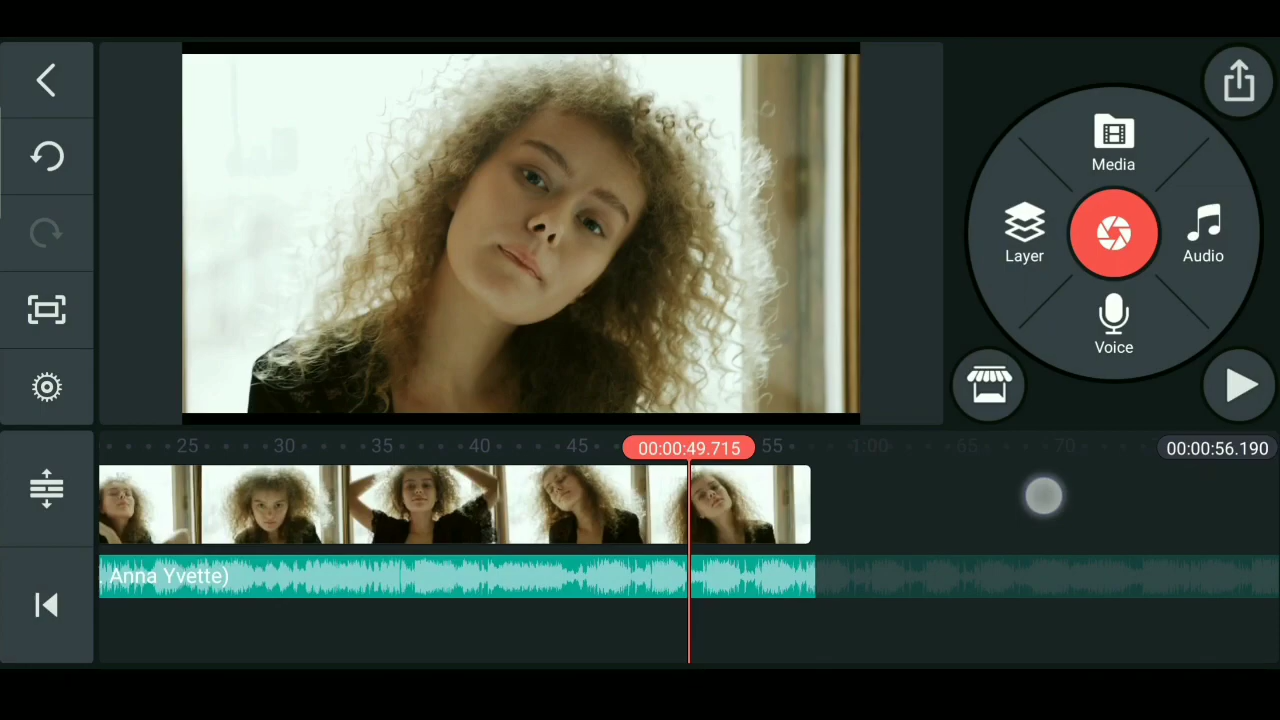 Media
Layer
Audio
Voice
25 30 35 40 45 00:00:49.715 55 1:00 65 70 00:00:56.190
, Anna Yvette)